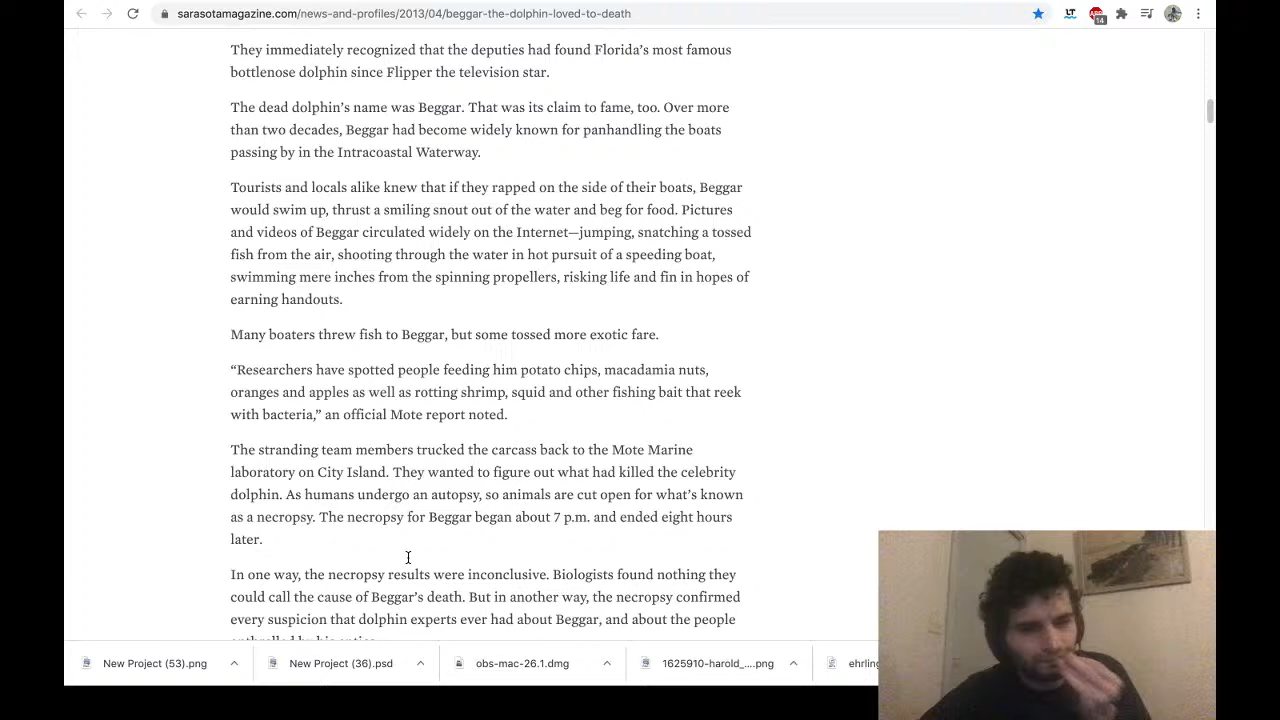 sarasotamagazine.com/news-and-profiles/2013/04/beggar-the-dolphin-loved-to-death
LT
14
They immediately recognized that the deputies had found Florida’s most famous
bottlenose dolphin since Flipper the television star.
The dead dolphin’s name was Beggar. That was its claim to fame, too. Over more
than two decades, Beggar had become widely known for panhandling the boats
passing by in the Intracoastal Waterway.
Tourists and locals alike knew that if they rapped on the side of their boats, Beggar
would swim up, thrust a smiling snout out of the water and beg for food. Pictures
and videos of Beggar circulated widely on the Internet—jumping, snatching a tossed
fish from the air, shooting through the water in hot pursuit of a speeding boat,
swimming mere inches from the spinning propellers, risking life and fin in hopes of
earning handouts.
Many boaters threw fish to Beggar, but some tossed more exotic fare.
“Researchers have spotted people feeding him potato chips, macadamia nuts,
oranges and apples as well as rotting shrimp, squid and other fishing bait that reek
with bacteria,” an official Mote report noted.
The stranding team members trucked the carcass back to the Mote Marine
laboratory on City Island. They wanted to figure out what had killed the celebrity
dolphin. As humans undergo an autopsy, so animals are cut open for what’s known
as a necropsy. The necropsy for Beggar began about 7 p.m. and ended eight hours
later.
In one way, the necropsy results were inconclusive. Biologists found nothing they
could call the cause of Beggar’s death. But in another way, the necropsy confirmed
every suspicion that dolphin experts ever had about Beggar, and about the people
enthralled by his antics.
New Project (53).png
New Project (36).psd
obs-mac-26.1.dmg
1625910-harold_....png
ehrling